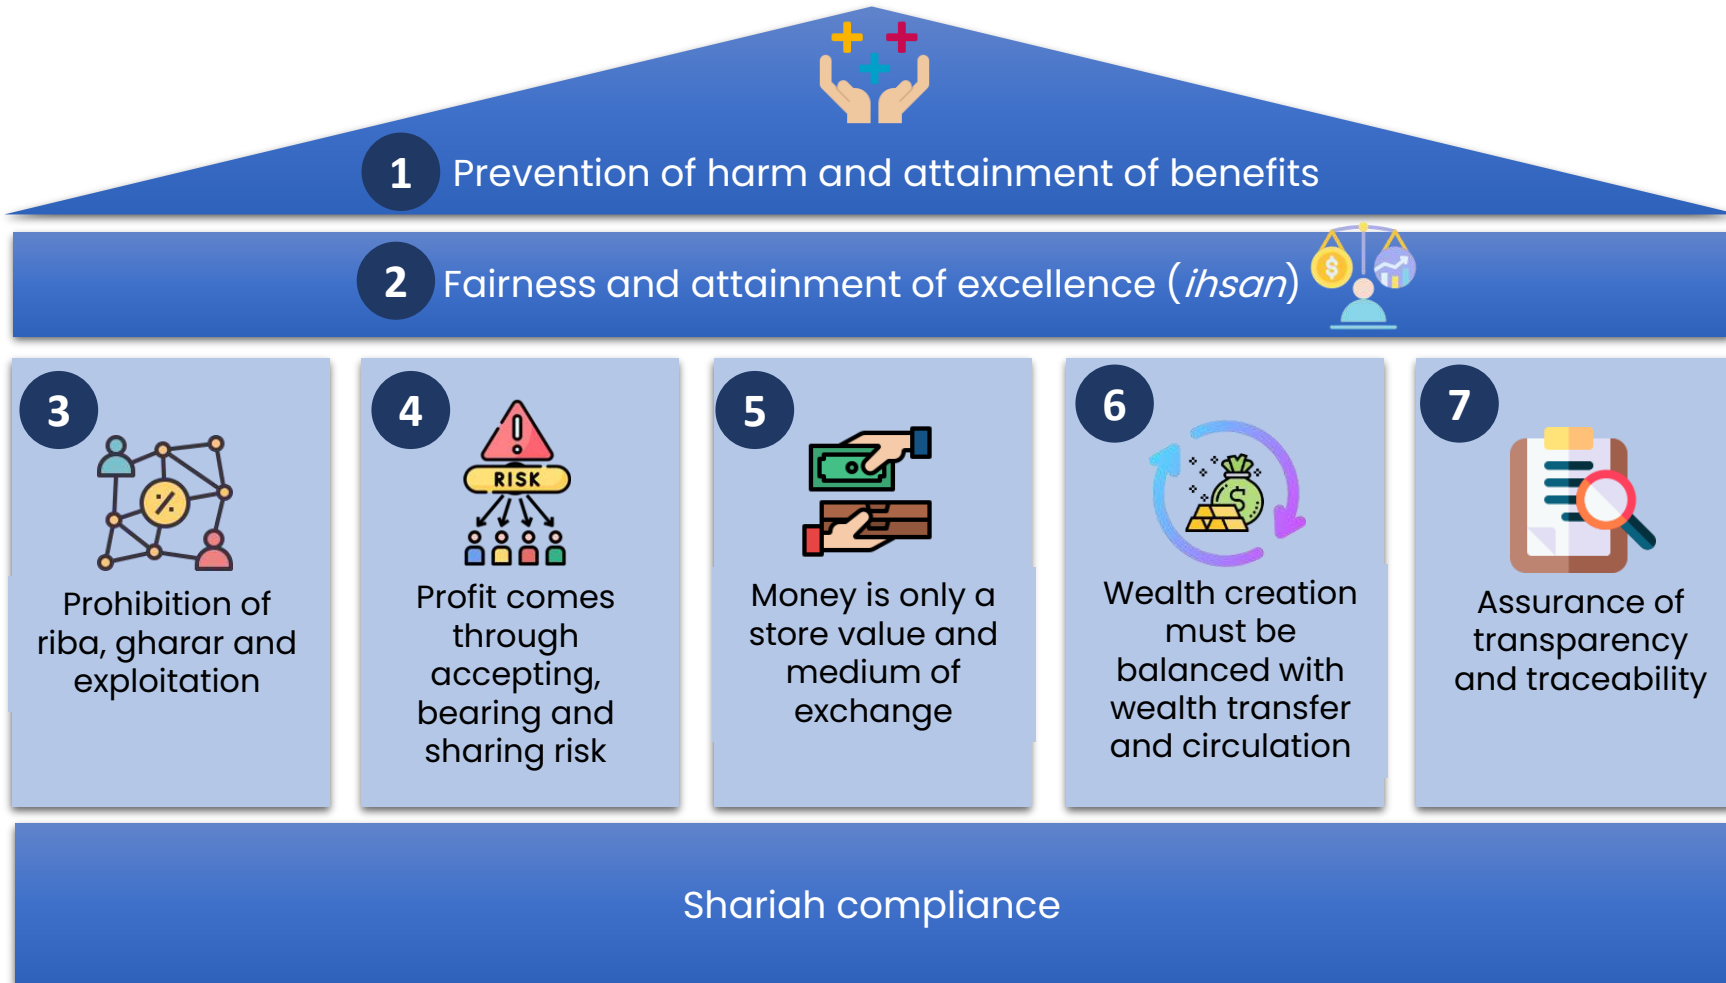 1 Prevention of harm and attainment of benefits
2 Fairness and attainment of excellence (ihsan)
$
3
%
Prohibition of
riba, gharar and
exploitation
4
!
RISK
Profit comes
through
accepting,
bearing and
sharing risk
5
Money is only a
store value and
medium of
exchange
6
$
Wealth creation
must be
balanced with
wealth transfer
and circulation
7
Assurance of
transparency
and traceability
Shariah compliance